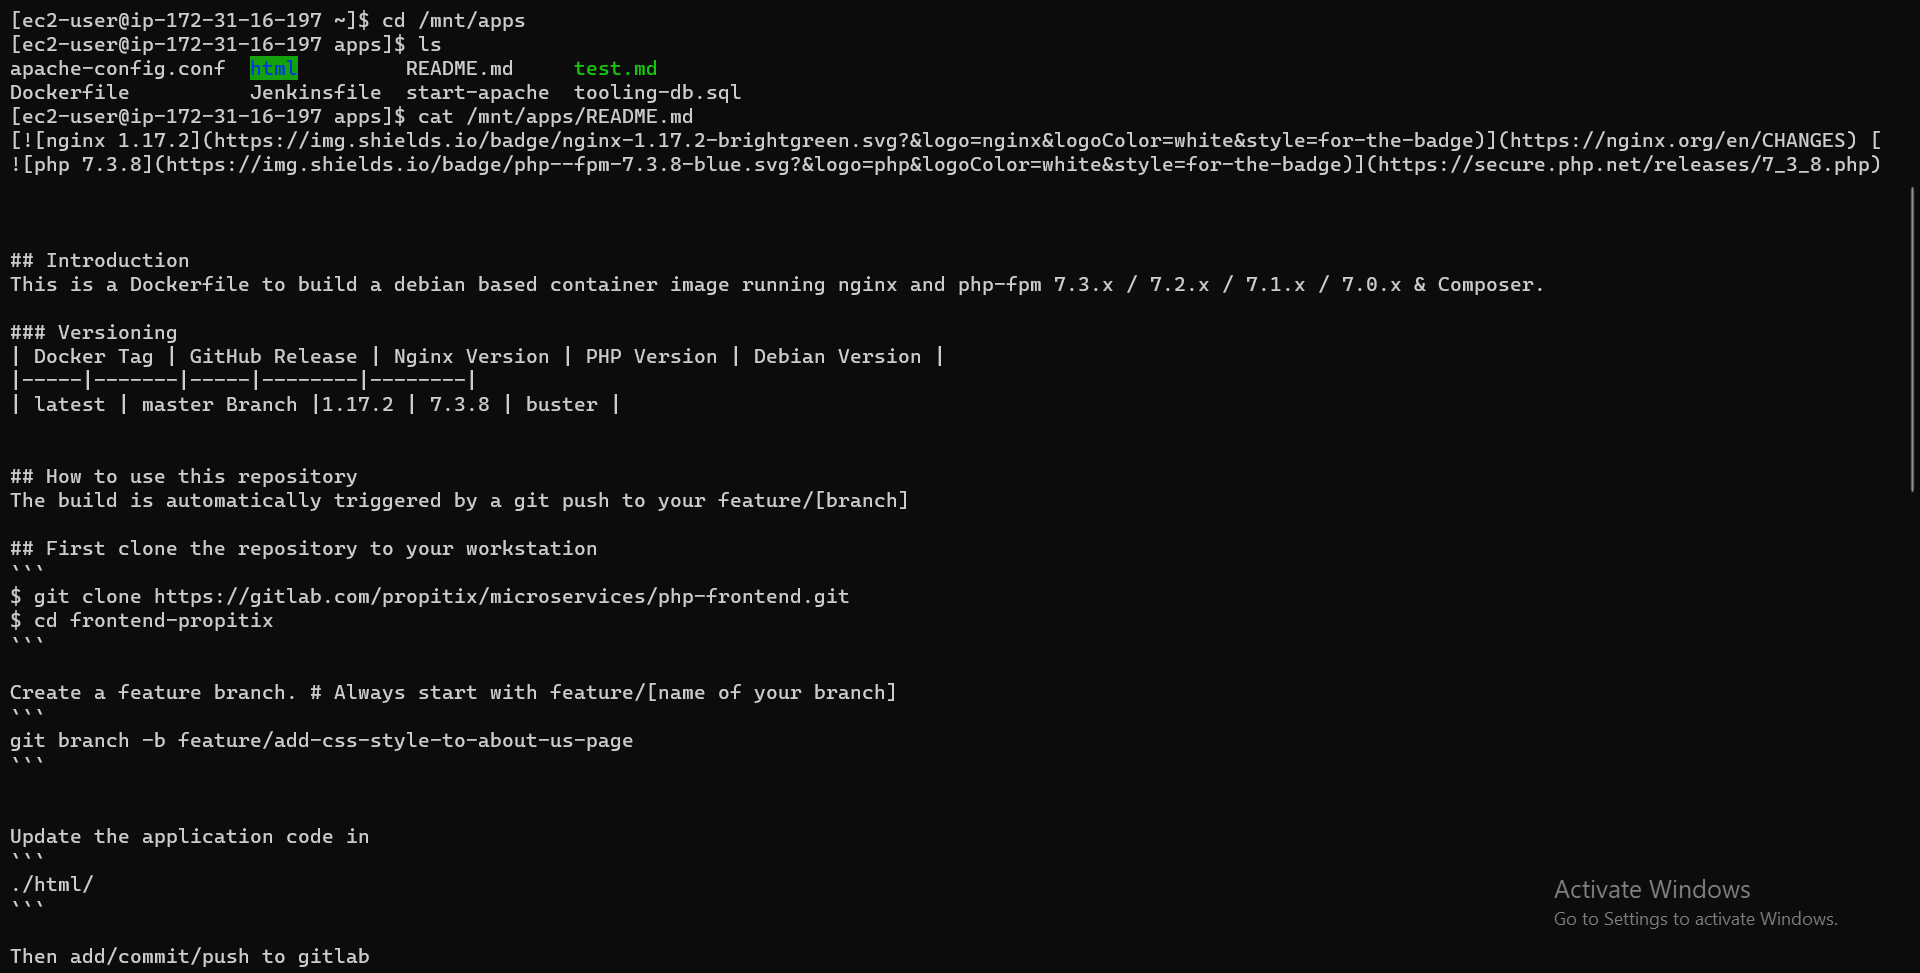 [ec2-user@ip-172-31-16-197 ~]$ cd /mnt/apps
[ec2-user@ip-172-31-16-197 apps]$ ls
apache-config.conf  html         README.md     test.md
Dockerfile          Jenkinsfile  start-apache  tooling-db.sql
[ec2-user@ip-172-31-16-197 apps]$ cat /mnt/apps/README.md
[![nginx 1.17.2](https://img.shields.io/badge/nginx-1.17.2-brightgreen.svg?&logo=nginx&logoColor=white&style=for-the-badge)](https://nginx.org/en/CHANGES) [
![php 7.3.8](https://img.shields.io/badge/php--fpm-7.3.8-blue.svg?&logo=php&logoColor=white&style=for-the-badge)](https://secure.php.net/releases/7_3_8.php)
## Introduction
This is a Dockerfile to build a debian based container image running nginx and php-fpm 7.3.x / 7.2.x / 7.1.x / 7.0.x & Composer.
### Versioning
| Docker Tag | GitHub Release | Nginx Version | PHP Version | Debian Version |
|-----|-------|-----|--------|--------|
| latest | master Branch |1.17.2 | 7.3.8 | buster |
## How to use this repository
The build is automatically triggered by a git push to your feature/[branch]
## First clone the repository to your workstation
```
$ git clone https://gitlab.com/propitix/microservices/php-frontend.git
$ cd frontend-propitix
```
Create a feature branch. # Always start with feature/[name of your branch]
```
git branch -b feature/add-css-style-to-about-us-page
```
Update the application code in
```
./html/
```
Then add/commit/push to gitlab
Activate Windows
Go to Settings to activate Windows.